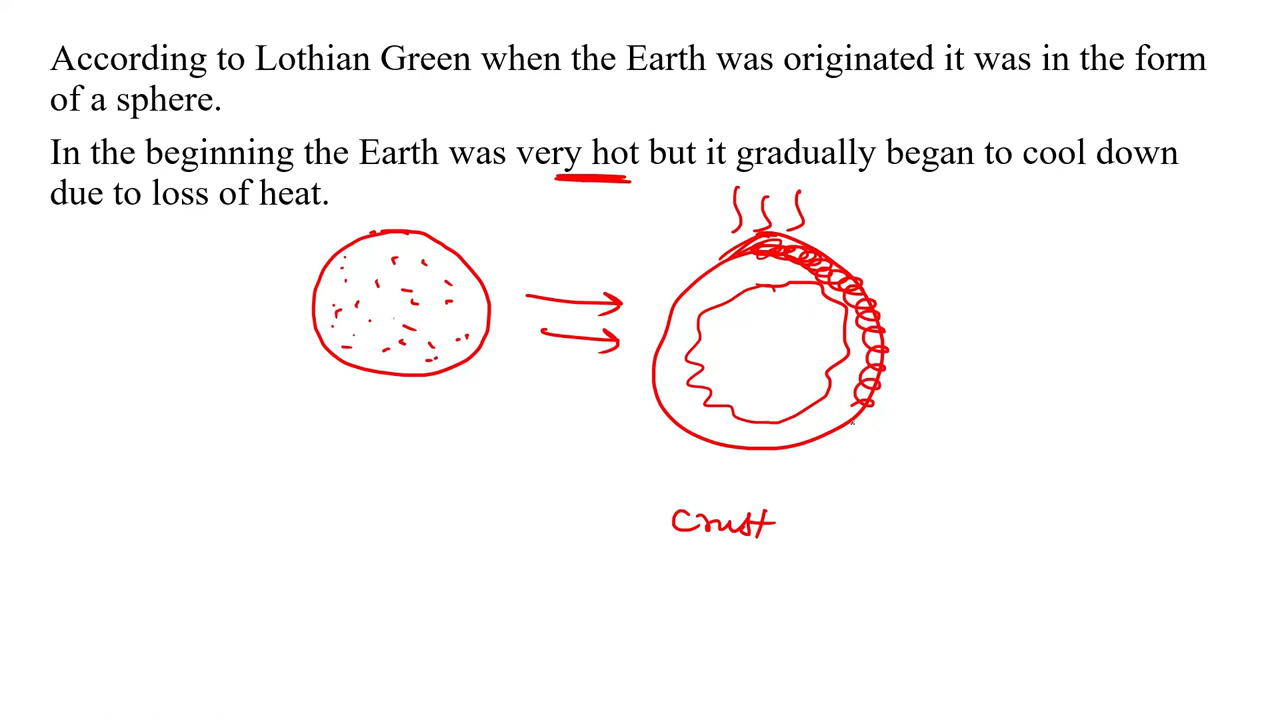 According to Lothian Green when the Earth was originated it was in the form
of a sphere.
In the beginning the Earth was very hot but it gradually began to cool down
due to loss of heat.
Crust